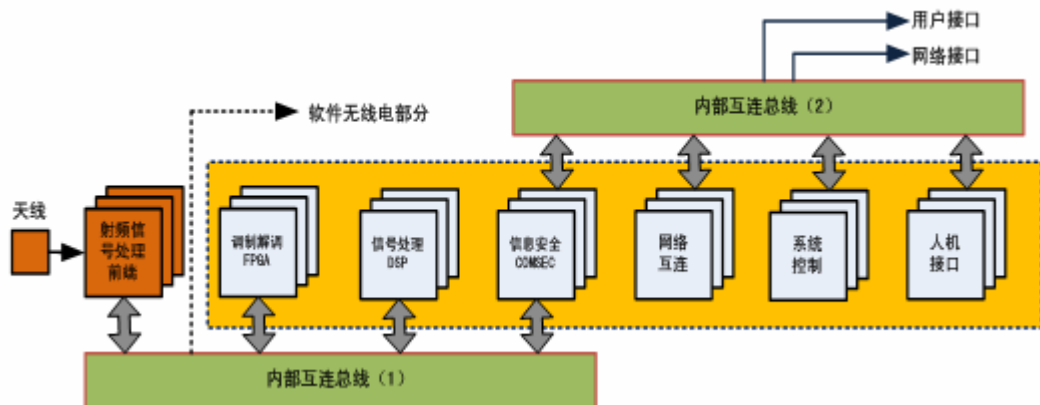 用户接口
网络接口
内部互连总线（2）
软件无线电部分
天线
射频信
号处理
前端
调制解调
FPGA
信号处理
DSP
信息安全
COMSEC
网络
互连
系统
控制
人机
接口
内部互连总线（1）